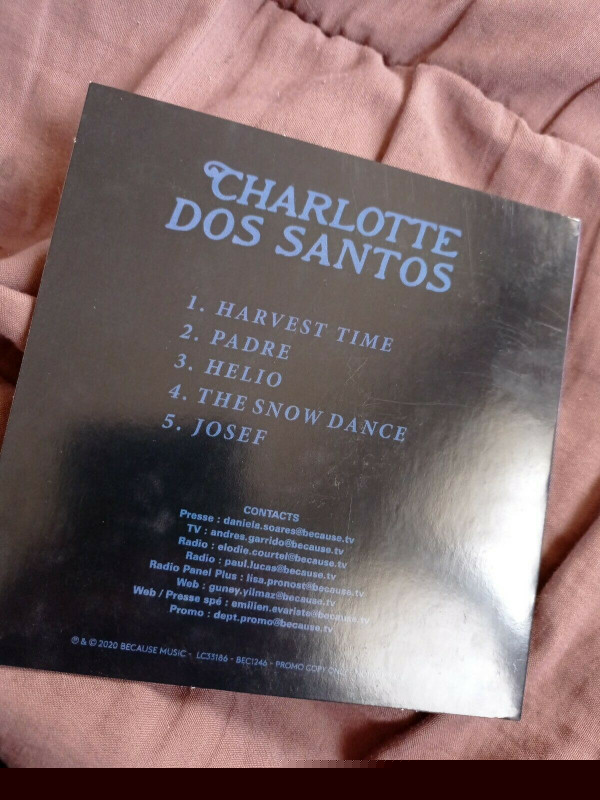 CHARLOTTE
DOS SANTOS
1. HARVEST TIME
2. PADRE
3. HELIO
4. THE SNOW DANCE
5. JOSEF
CONTACTS
Presse : daniela.soares@because.tv
TV : andres.garrido@because.tv
Radio : elodie.courtel@because.tv
Radio : paul.lucas@because.tv
Radio Panel Plus : lisa.pronost@because.tv
Web : guney.yilmaz@because.tv
Web / Presse spé : emilien.evariste@because.tv
Promo : dept.promo@because.tv
℗ & © 2020 BECAUSE MUSIC - LC33186 - BEC1246 - PROMO COPY ONLY